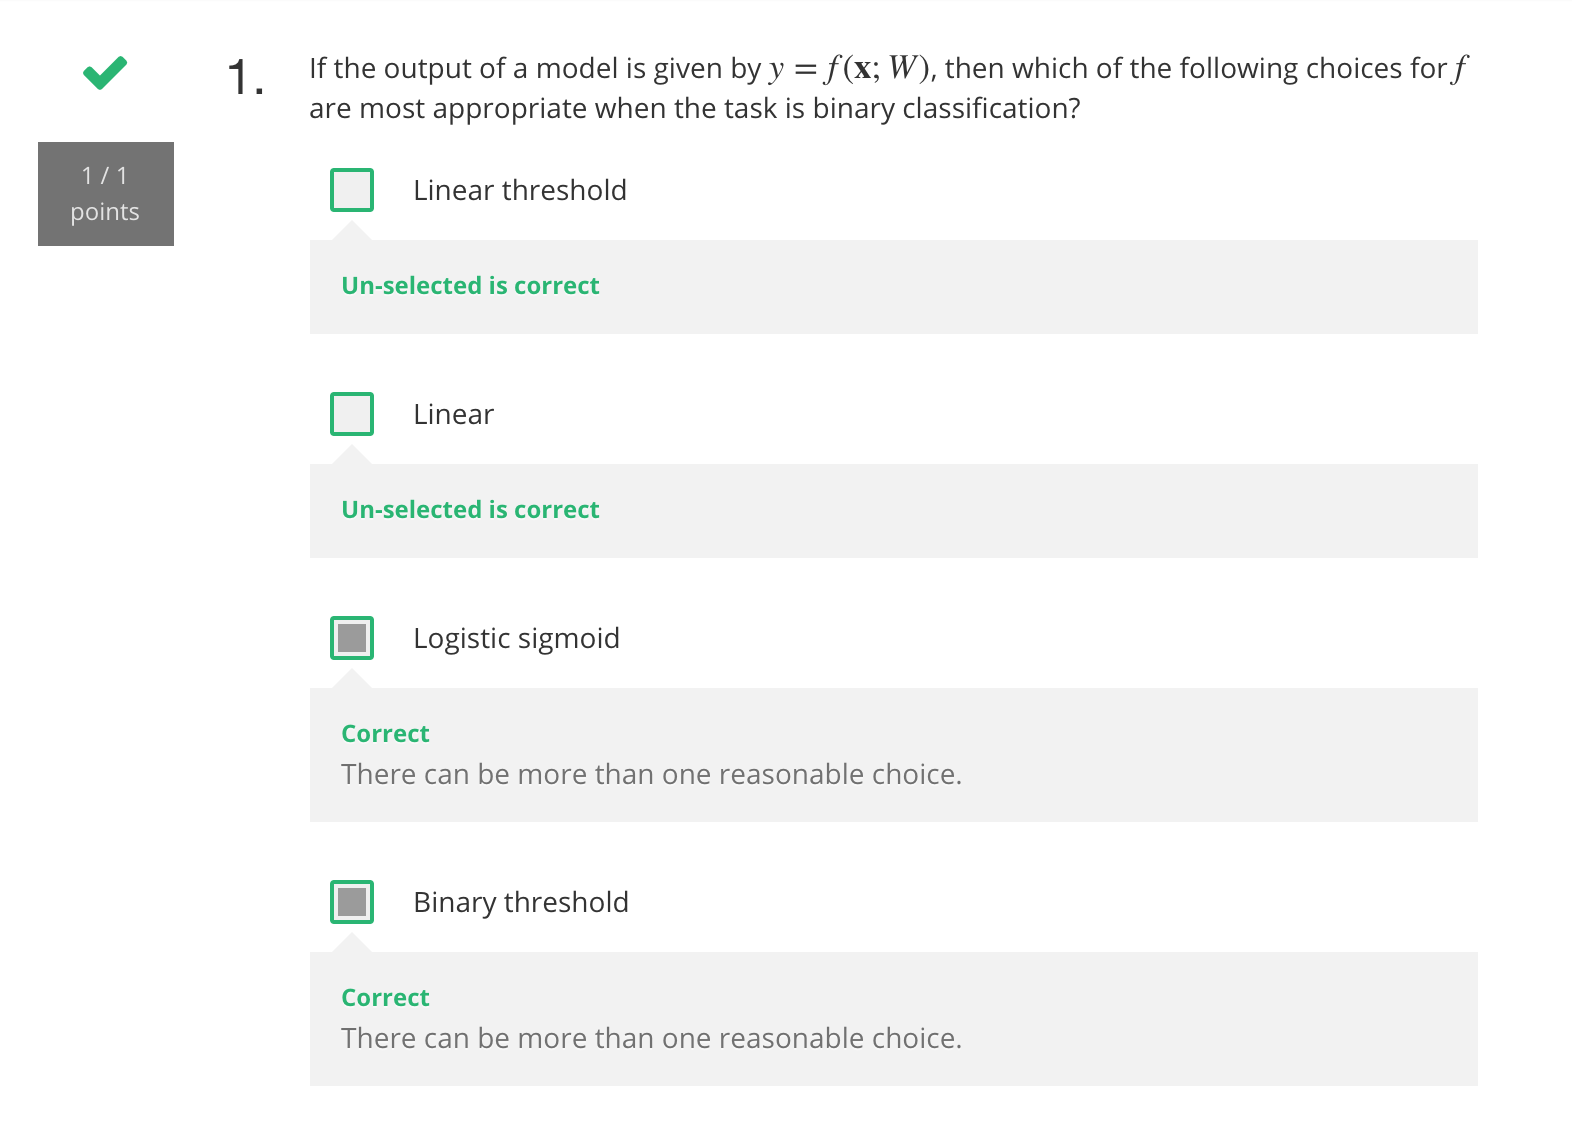 1 / 1
points
1.
If the output of a model is given by y = f(x; W), then which of the following choices for f
are most appropriate when the task is binary classification?
Linear threshold
Un-selected is correct
Linear
Un-selected is correct
Logistic sigmoid
Correct
There can be more than one reasonable choice.
Binary threshold
Correct
There can be more than one reasonable choice.